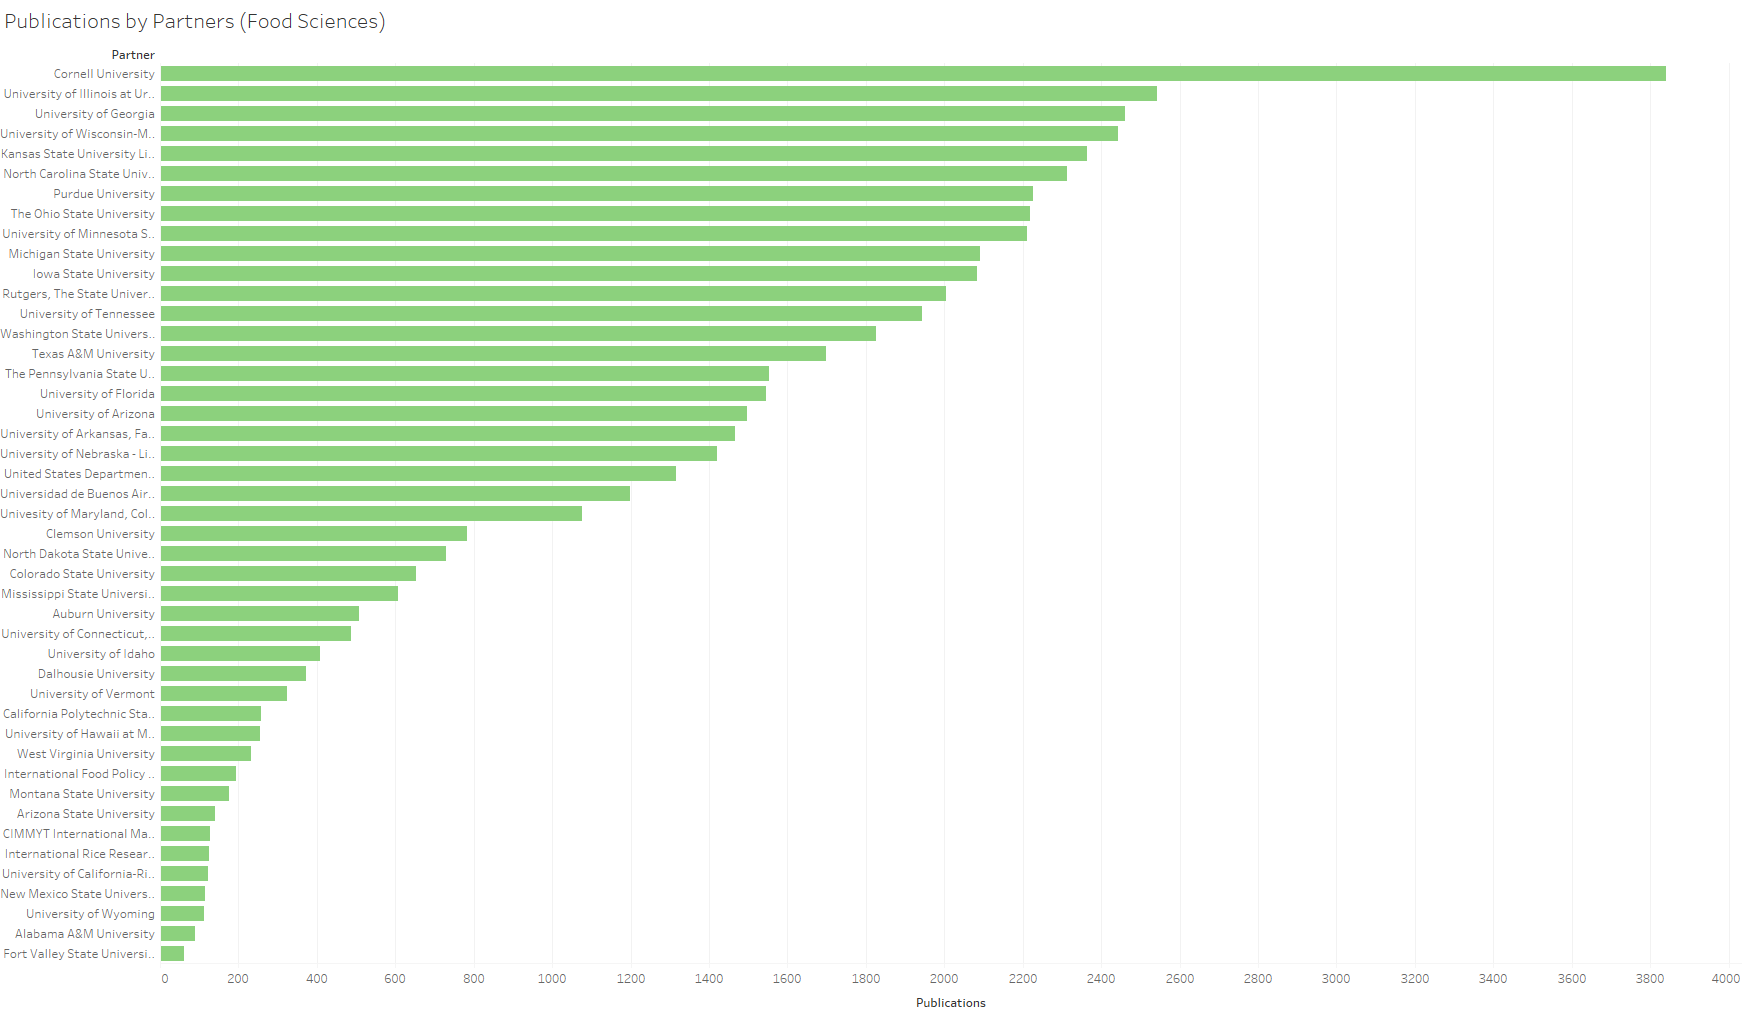 Publications by Partners (Food Sciences)
Partner
Cornell University
University of Illinois at Ur..
University of Georgia
University of Wisconsin-M..
Kansas State University Li..
North Carolina State Univ..
Purdue University
The Ohio State University
University of Minnesota S..
Michigan State University
Iowa State University
Rutgers, The State Univer..
University of Tennessee
Washington State Univers..
Texas A&M University
The Pennsylvania State U..
University of Florida
University of Arizona
University of Arkansas, Fa..
University of Nebraska - Li..
United States Departmen..
Universidad de Buenos Air..
Univesity of Maryland, Col..
Clemson University
North Dakota State Unive..
Colorado State University
Mississippi State Universi..
Auburn University
University of Connecticut,..
University of Idaho
Dalhousie University
University of Vermont
California Polytechnic Sta..
University of Hawaii at M..
West Virginia University
International Food Policy ..
Montana State University
Arizona State University
CIMMYT International Ma..
International Rice Resear..
University of California-Ri..
New Mexico State Univers..
University of Wyoming
Alabama A&M University
Fort Valley State Universi..
0 200 400 600 800 1000 1200 1400 1600 1800 2000 2200 2400 2600 2800 3000 3200 3400 3600 3800 4000
Publications